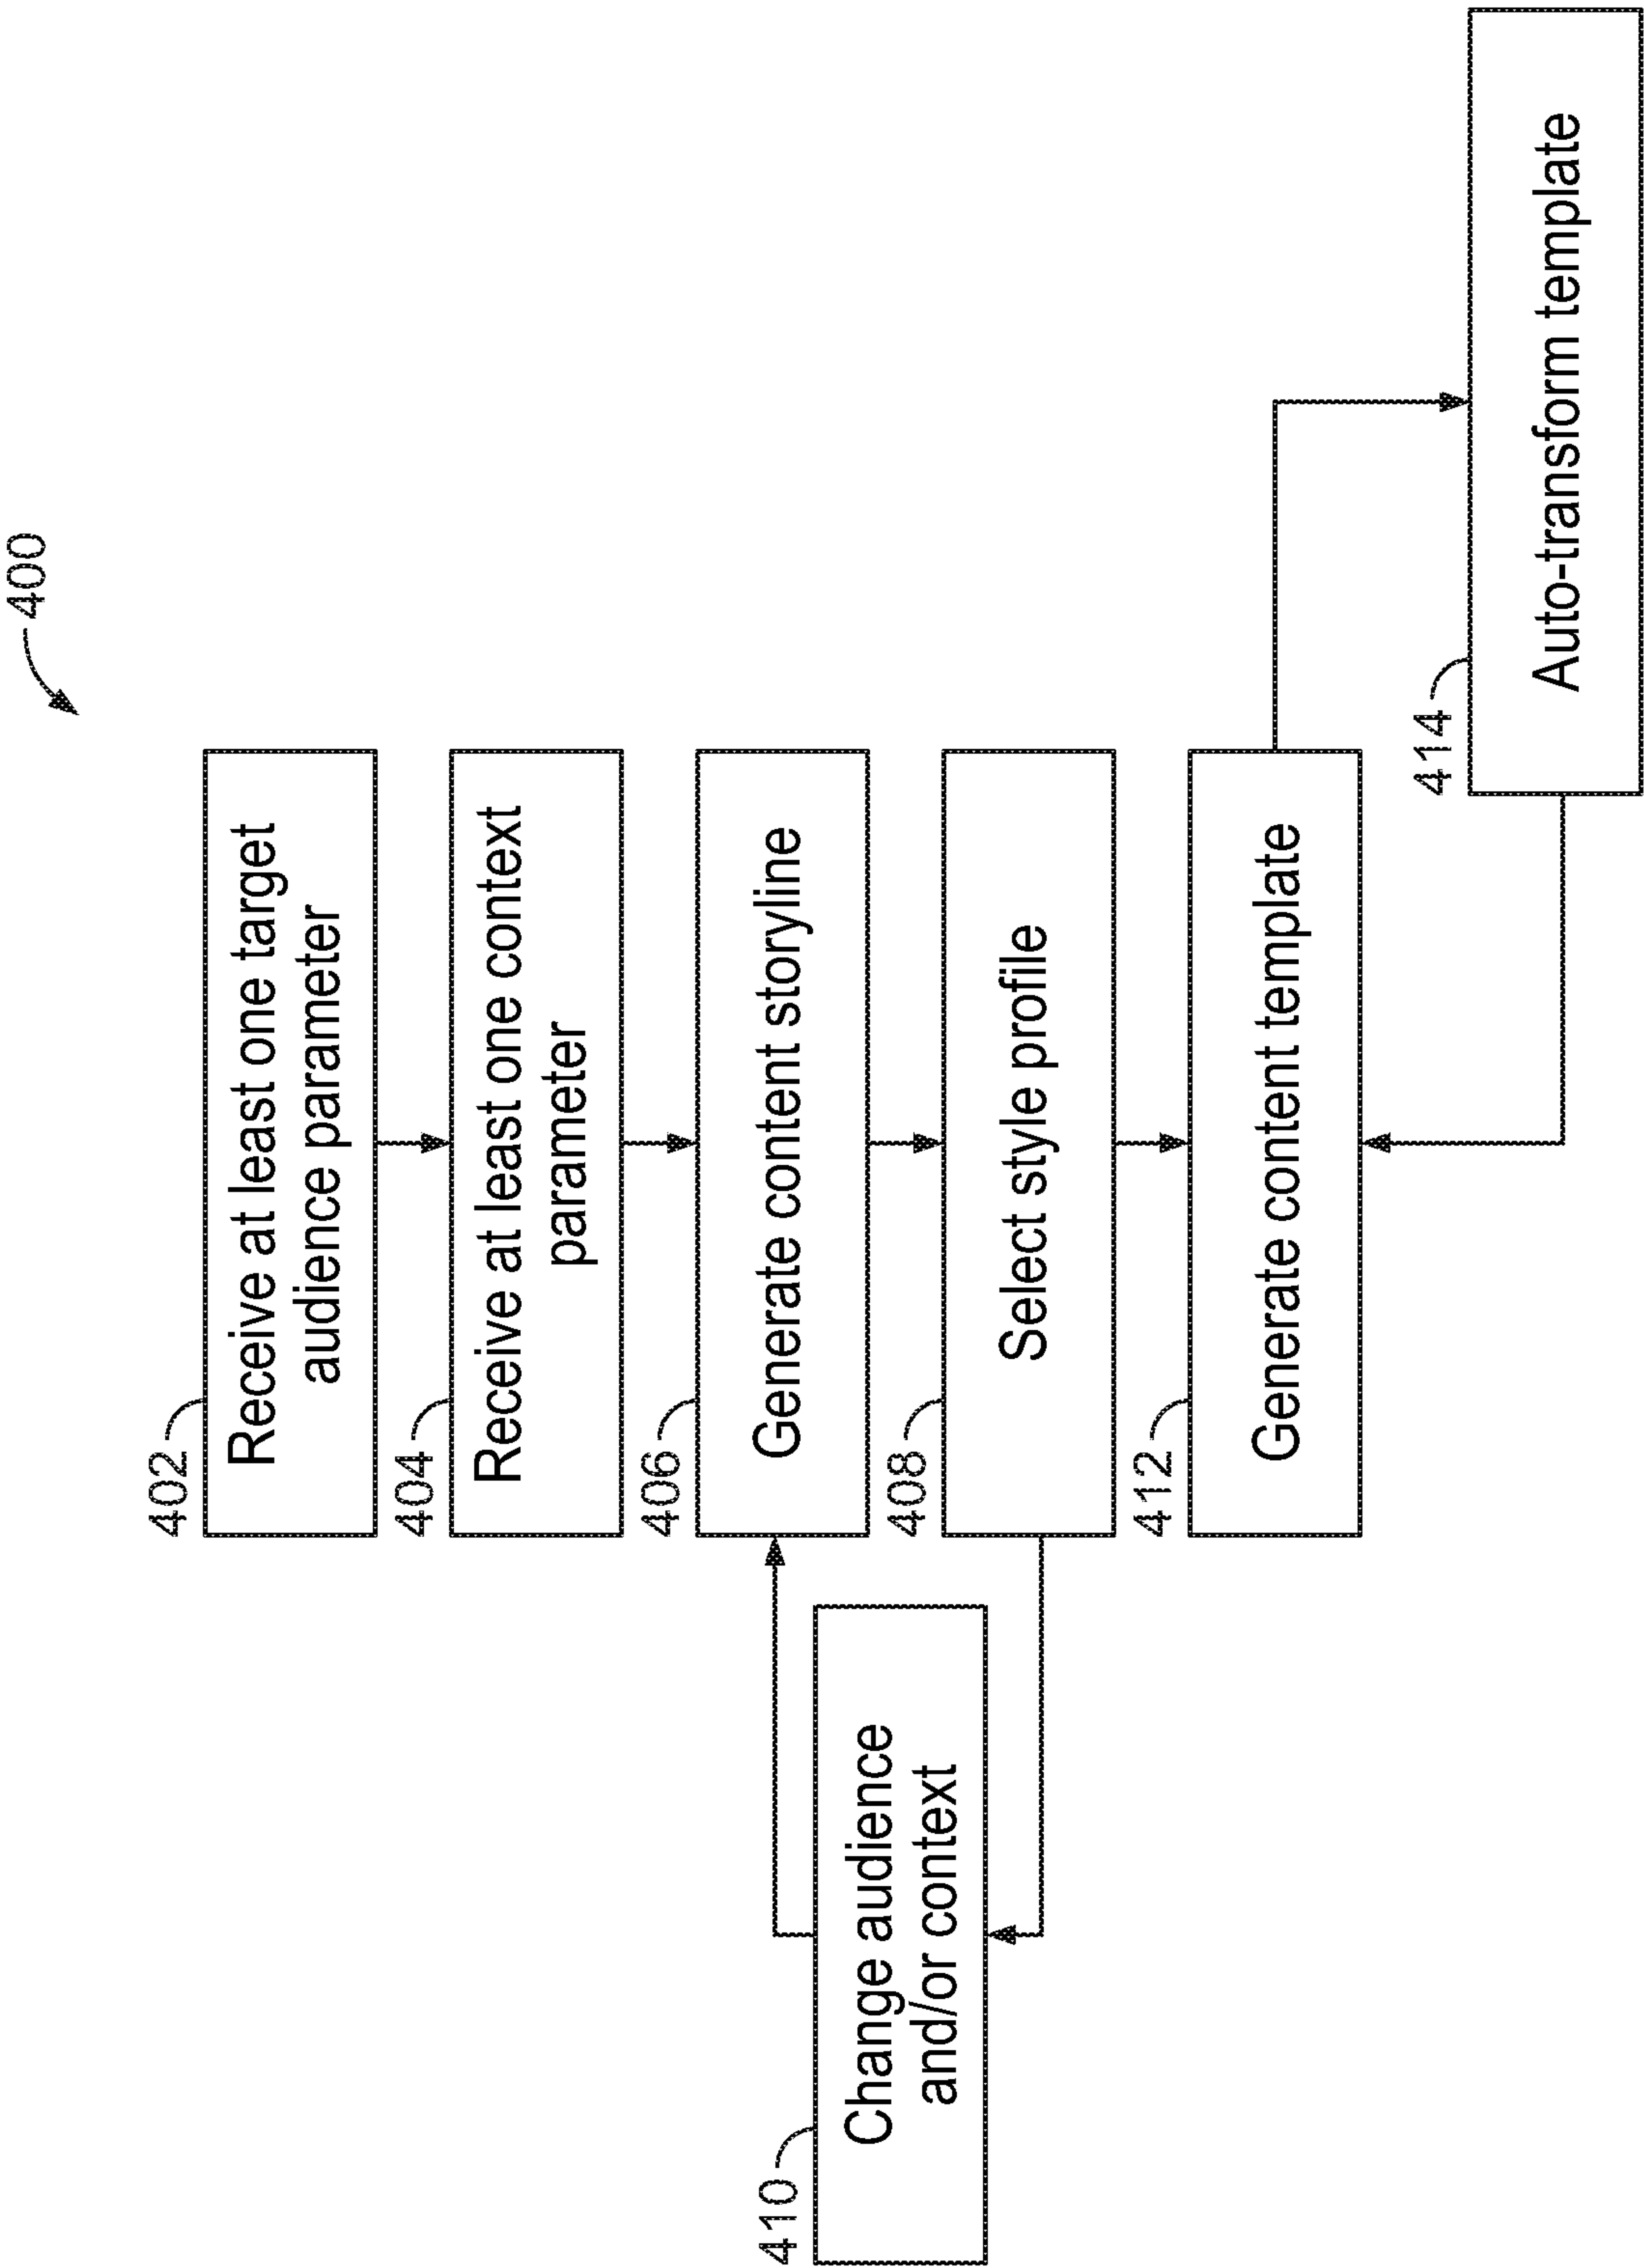 400
402
Receive at least one target
audience parameter
404
Receive at least one context
parameter
406
Generate content storyline
408
Select style profile
410
Change audience
and/or context
412
Generate content template
414
Auto-transform template